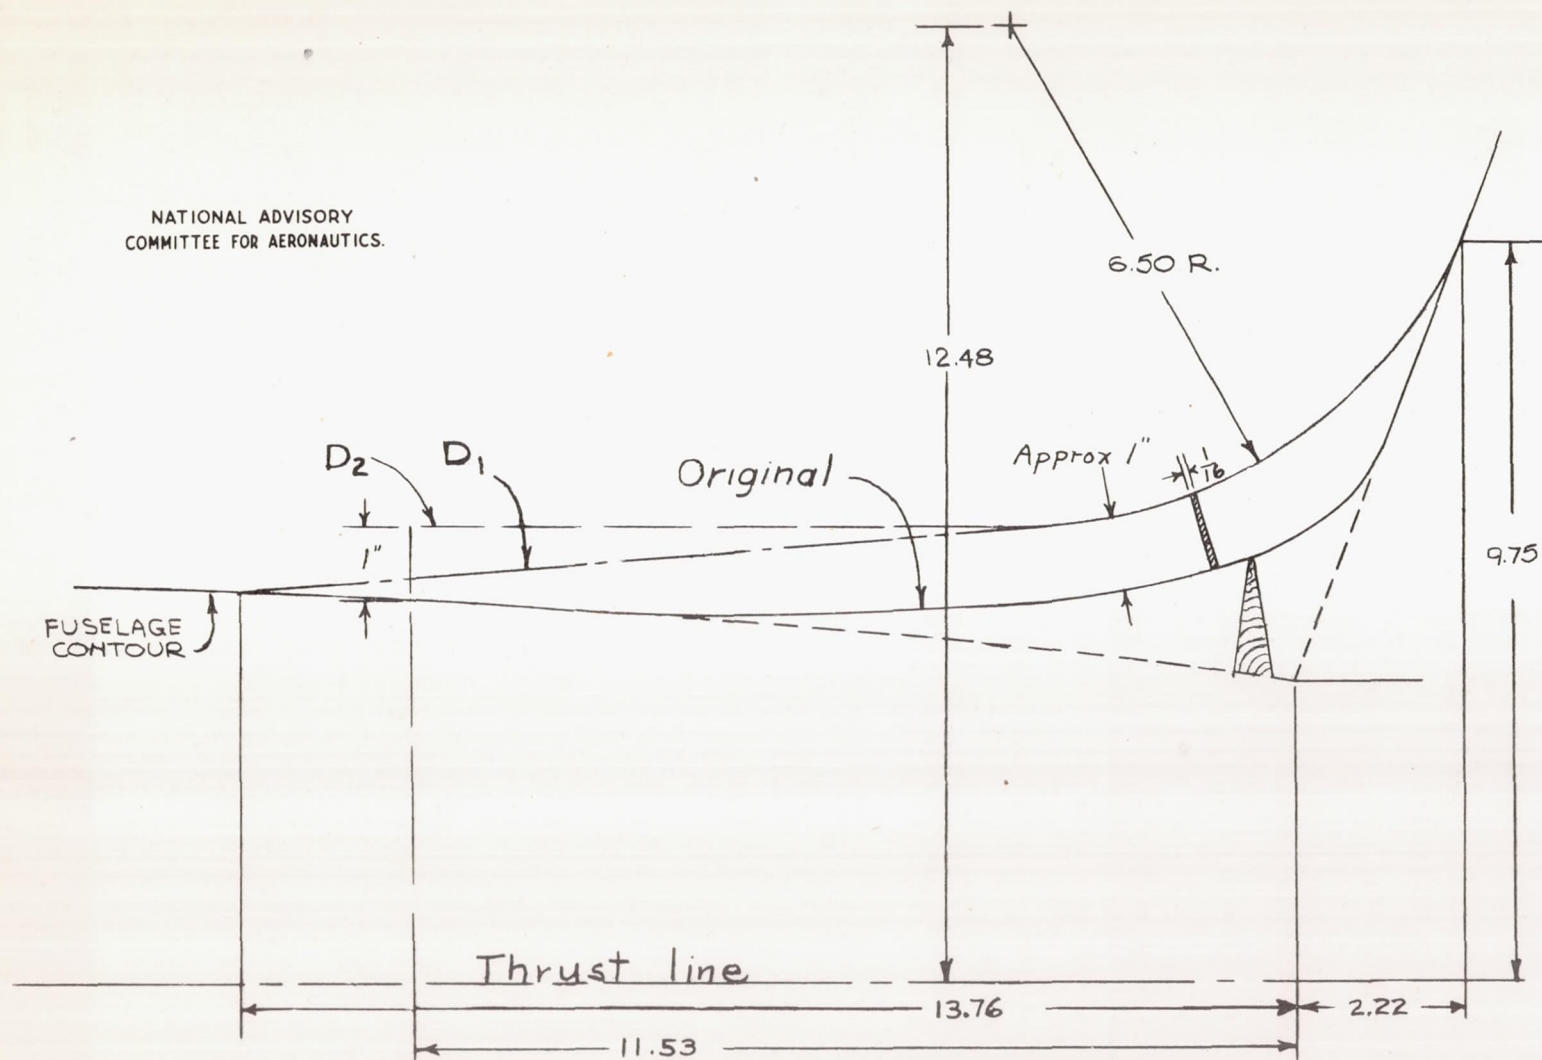 NATIONAL ADVISORY
COMMITTEE FOR AERONAUTICS.
6.50 R.
12.48
D2
D1
Original
Approx 1"
1/16
1"
9.75
FUSELAGE
CONTOUR
Thrust line
13.76
2.22
11.53